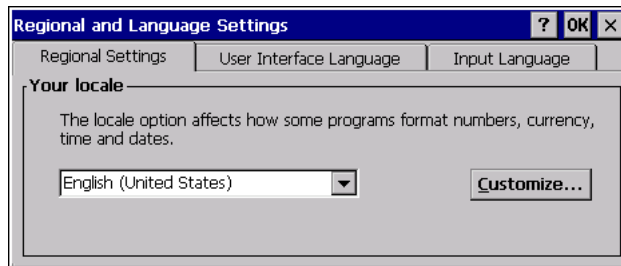 Regional and Language Settings ? OK ×
Regional Settings User Interface Language Input Language
Your locale
The locale option affects how some programs format numbers, currency,
time and dates.
English (United States) Customize...